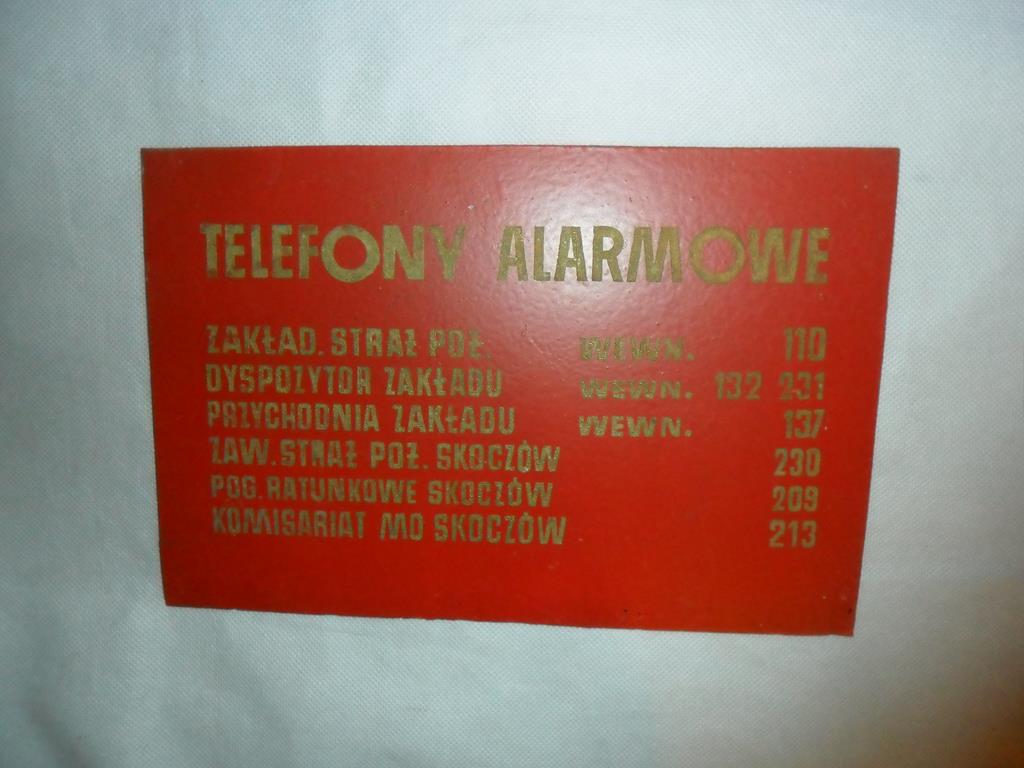 TELEFONY ALARMOWE
ZAKŁAD. STRAŻ POŻ. WEWN. 110
DYSPOZYTOR ZAKŁADU WEWN. 132 231
PRZYCHODNIA ZAKŁADU WEWN. 137
ZAW. STRAŻ POŻ. SKOCZÓW 230
POG. RATUNKOWE SKOCZÓW 209
KOMISARIAT MO SKOCZÓW 213